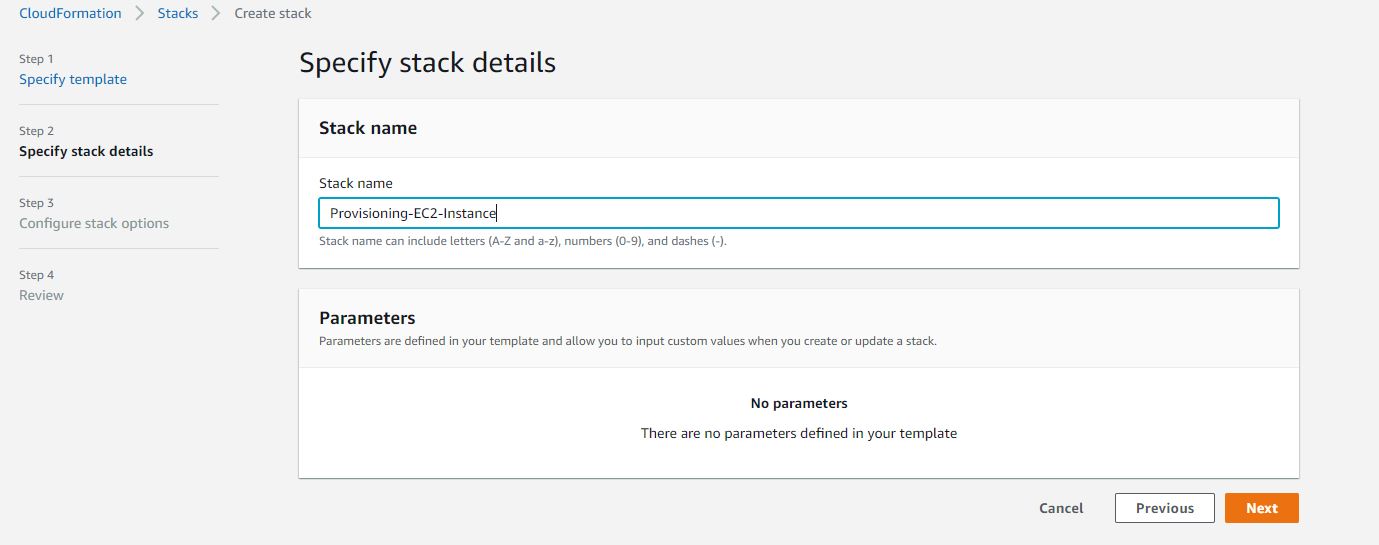 CloudFormation > Stacks > Create stack
Step 1
Specify template
Step 2
Specify stack details
Step 3
Configure stack options
Step 4
Review
Specify stack details
Stack name
Stack name
Provisioning-EC2-Instance
Stack name can include letters (A-Z and a-z), numbers (0-9), and dashes (-).
Parameters
Parameters are defined in your template and allow you to input custom values when you create or update a stack.
No parameters
There are no parameters defined in your template
Cancel Previous Next